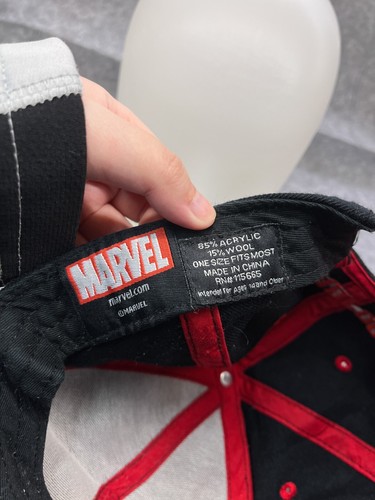 MARVEL
marvel.com
©MARVEL
85% ACRYLIC
15% WOOL
ONE SIZE FITS MOST
MADE IN CHINA
RN#115665
Intended For Ages 14 and Older